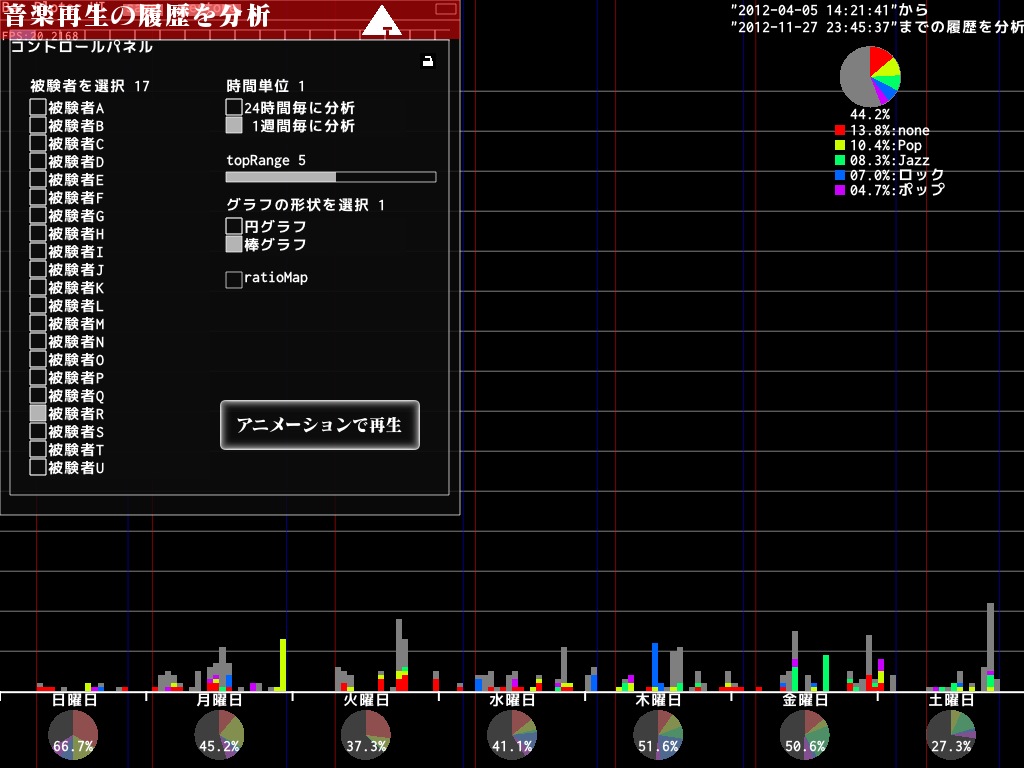 音楽再生の履歴を分析
FPS:20.2168
コントロールパネル
被験者を選択 17
被験者A
被験者B
被験者C
被験者D
被験者E
被験者F
被験者G
被験者H
被験者I
被験者J
被験者K
被験者L
被験者M
被験者N
被験者O
被験者P
被験者Q
被験者R
被験者S
被験者T
被験者U
時間単位 1
24時間毎に分析
1週間毎に分析
topRange 5
グラフの形状を選択 1
円グラフ
棒グラフ
ratioMap
アニメーションで再生
"2012-04-05 14:21:41"から
"2012-11-27 23:45:37"までの履歴を分析
44.2%
13.8%:none
10.4%:Pop
08.3%:Jazz
07.0%:ロック
04.7%:ポップ
日曜日 月曜日 火曜日 水曜日 木曜日 金曜日 土曜日
66.7% 45.2% 37.3% 41.1% 51.6% 50.6% 27.3%